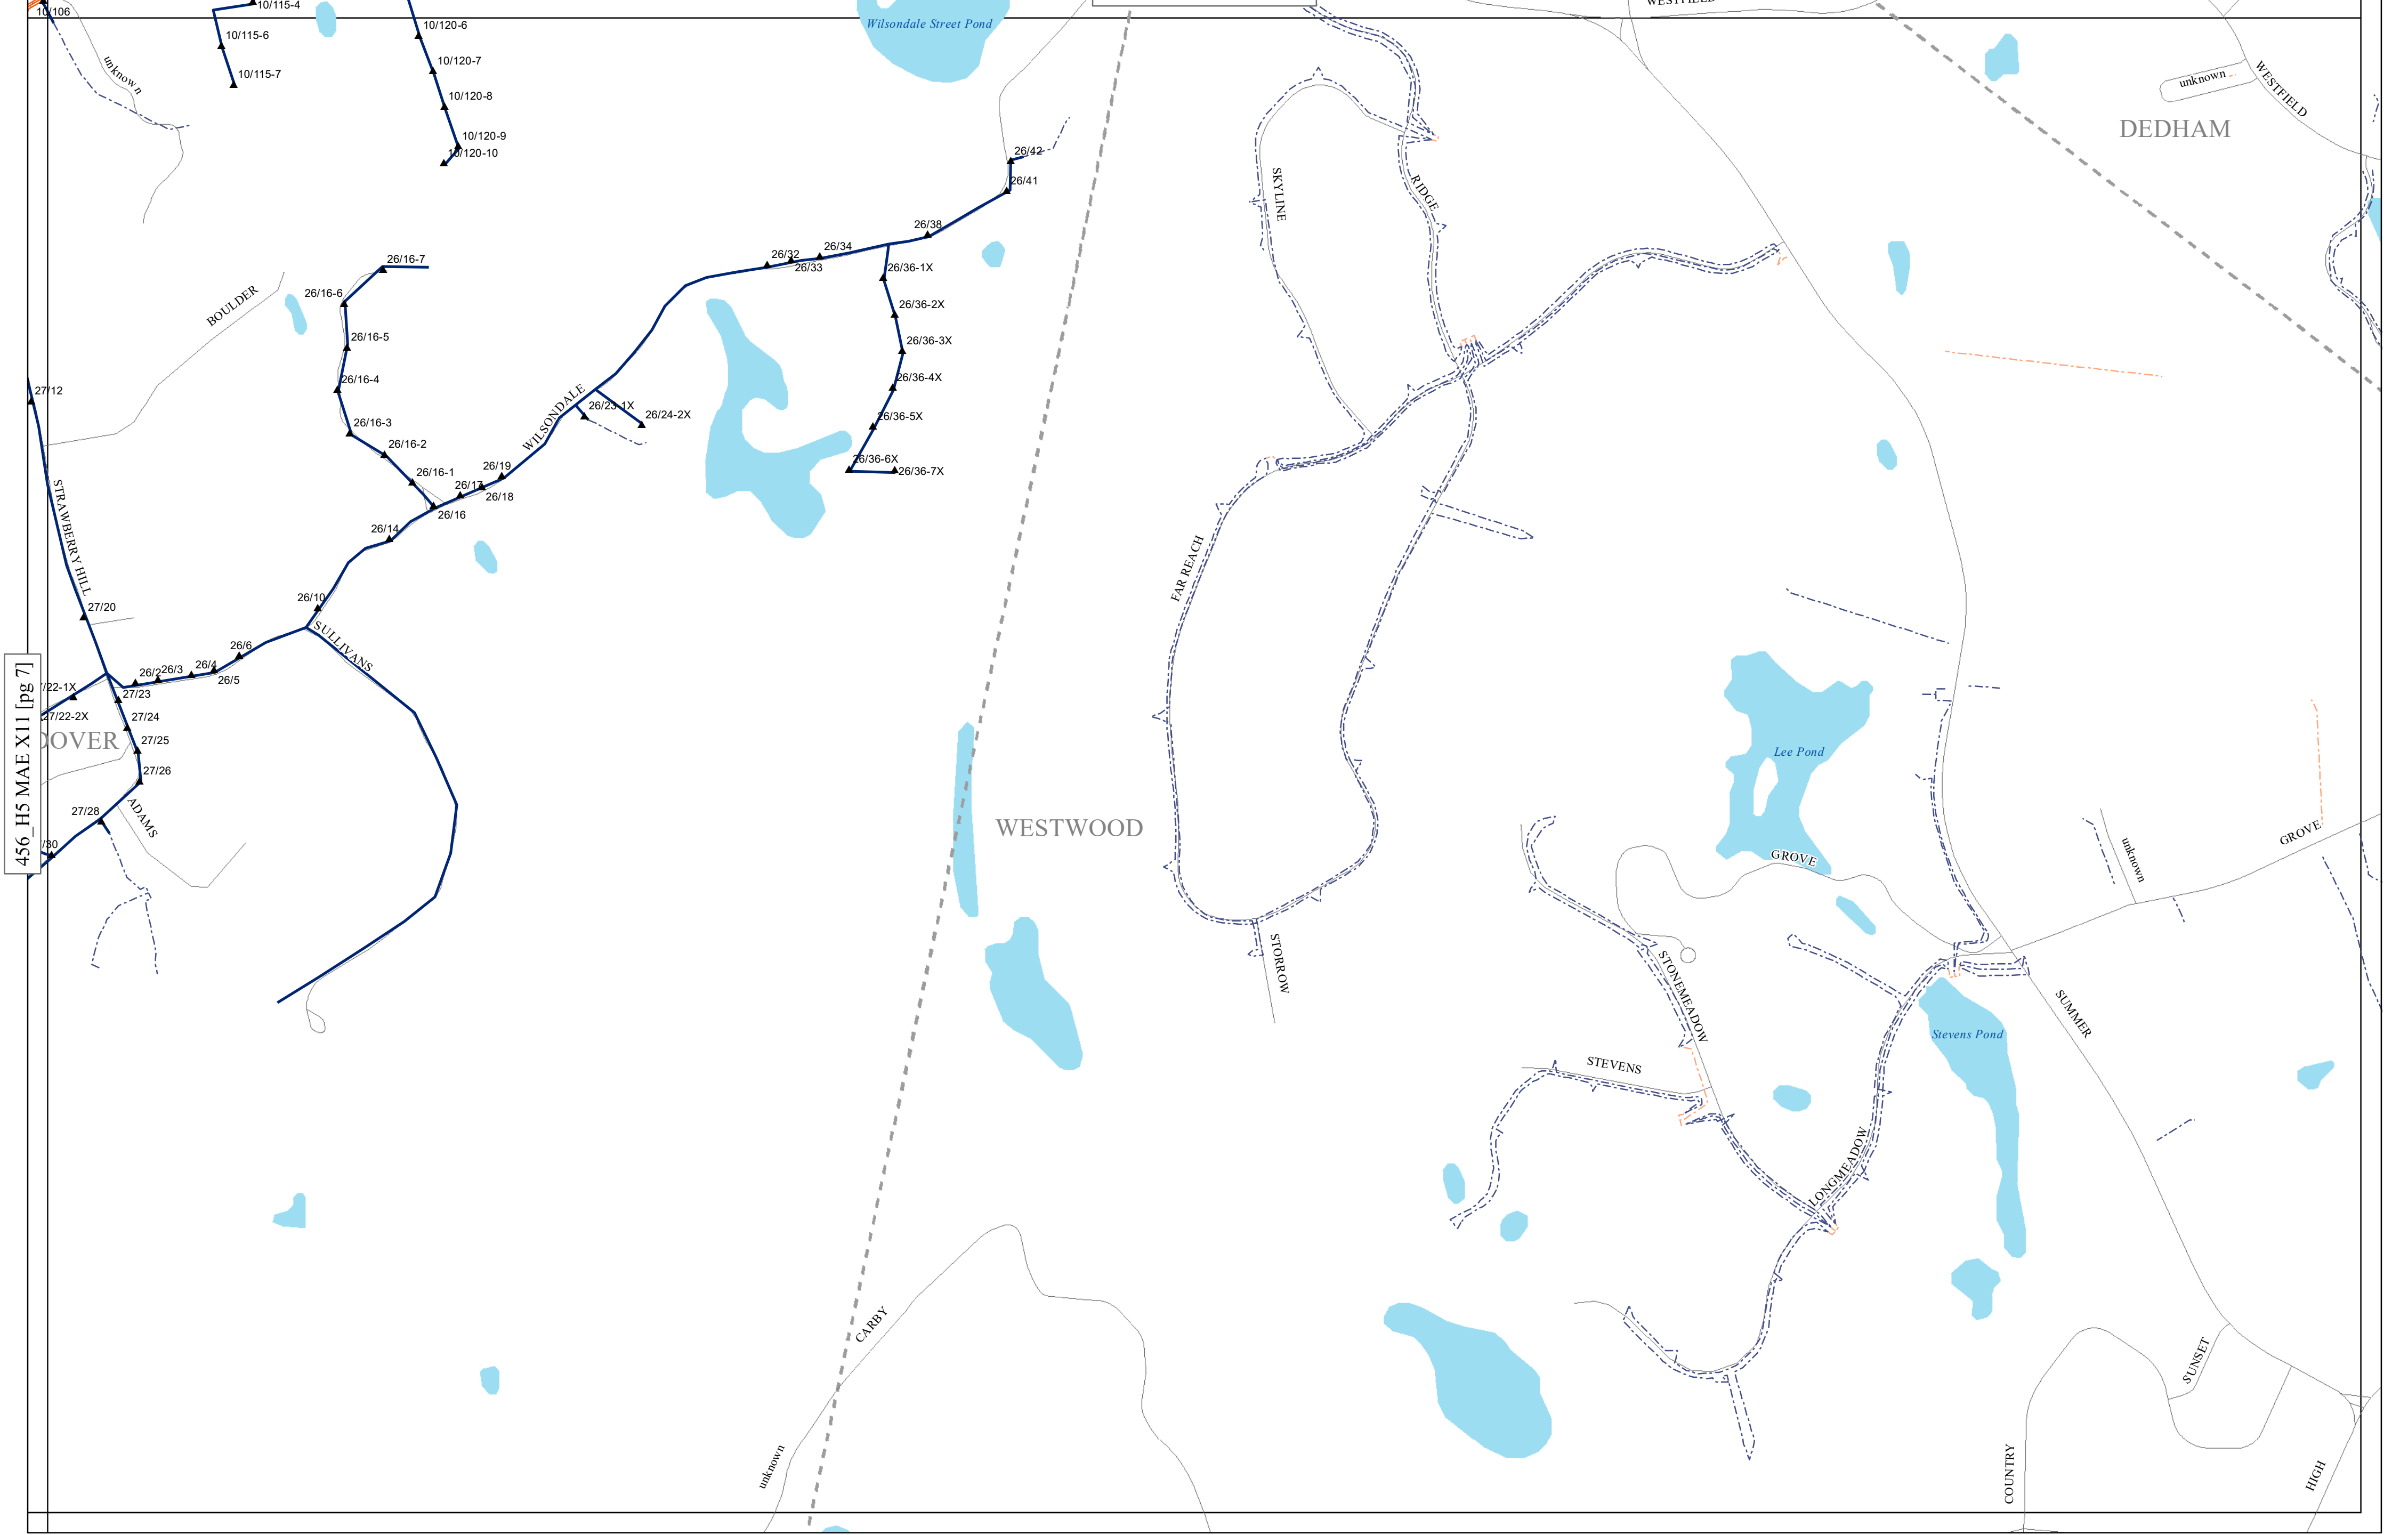 10/106
10/115-4
10/115-6
10/115-7
unknown
10/120-6
10/120-7
10/120-8
10/120-9
10/120-10
Wilsondale Street Pond
WESTFIELD
unknown
WESTFIELD
DEDHAM
26/42
26/41
26/38
26/34
26/32
26/33
26/36-1X
26/36-2X
26/36-3X
26/36-4X
26/36-5X
26/36-6X
26/36-7X
SKYLINE
RIDGE
BOULDER
26/16-7
26/16-6
26/16-5
26/16-4
26/16-3
26/16-2
26/16-1
26/16
26/17
26/18
26/19
WILSONDALE
26/23-1X
26/24-2X
27/12
STRAWBERRY HILL
26/14
26/10
SULLIVANS
27/20
26/6
26/5
26/4
26/3
26/2
27/23
27/24
27/25
27/26
27/28
/30
7/22-1X
27/22-2X
DOVER
ADAMS
456_H5 MAE X11 [pg 7]
FAR REACH
WESTWOOD
STORROW
Lee Pond
GROVE
GROVE
unknown
STONEMEADOW
STEVENS
Stevens Pond
SUMMER
LONGMEADOW
CARBY
unknown
SUNSET
COUNTRY
HIGH